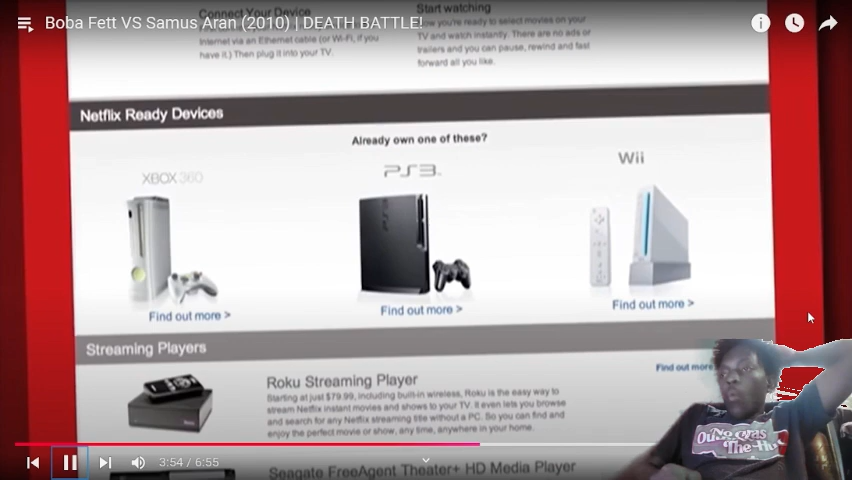 Boba Fett VS Samus Aran (2010) | DEATH BATTLE!
Connect Your Device
Internet via an Ethernet cable (or Wi-Fi, if you
have it.) Then plug it into your TV.
Start watching
Now you're ready to select movies on your
TV and watch instantly. There are no ads or
trailers and you can pause, rewind and fast
forward all you like.
Netflix Ready Devices
Already own one of these?
XBOX 360
PS3
Wii
Find out more >
Find out more >
Find out more >
Streaming Players
Roku Streaming Player
Find out more
Starting at just $79.99, including built-in wireless, Roku is the easy way to
stream Netflix instant movies and shows to your TV. It even lets you browse
and search for any Netflix streaming title without a PC. So you can find and
enjoy the perfect movie or show, any time, anywhere in your home.
3:54 / 6:55
Seagate FreeAgent Theater+ HD Media Player